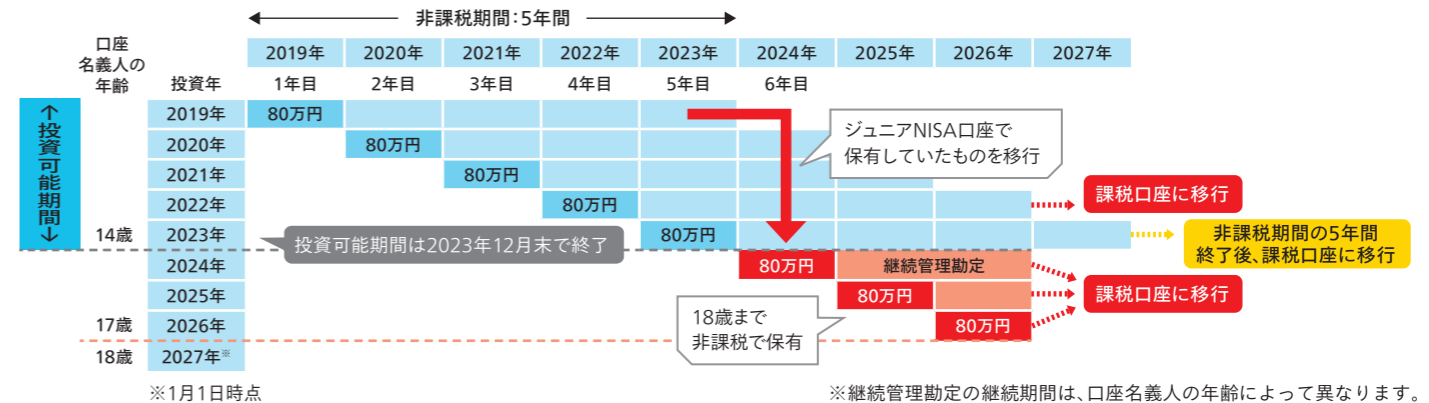 非課税期間：5年間
口座
名義人の
年齢
投資年
2019年 2020年 2021年 2022年 2023年 2024年 2025年 2026年 2027年
1年目 2年目 3年目 4年目 5年目 6年目
↑投資可能期間↓
2019年 80万円
2020年 80万円
2021年 80万円
2022年 80万円
14歳 2023年 80万円
2024年 80万円 継続管理勘定
2025年 80万円
17歳 2026年 80万円
18歳 2027年※
ジュニアNISA口座で
保有していたものを移行
課税口座に移行
投資可能期間は2023年12月末で終了
非課税期間の5年間
終了後、課税口座に移行
課税口座に移行
18歳まで
非課税で保有
※1月1日時点
※継続管理勘定の継続期間は、口座名義人の年齢によって異なります。